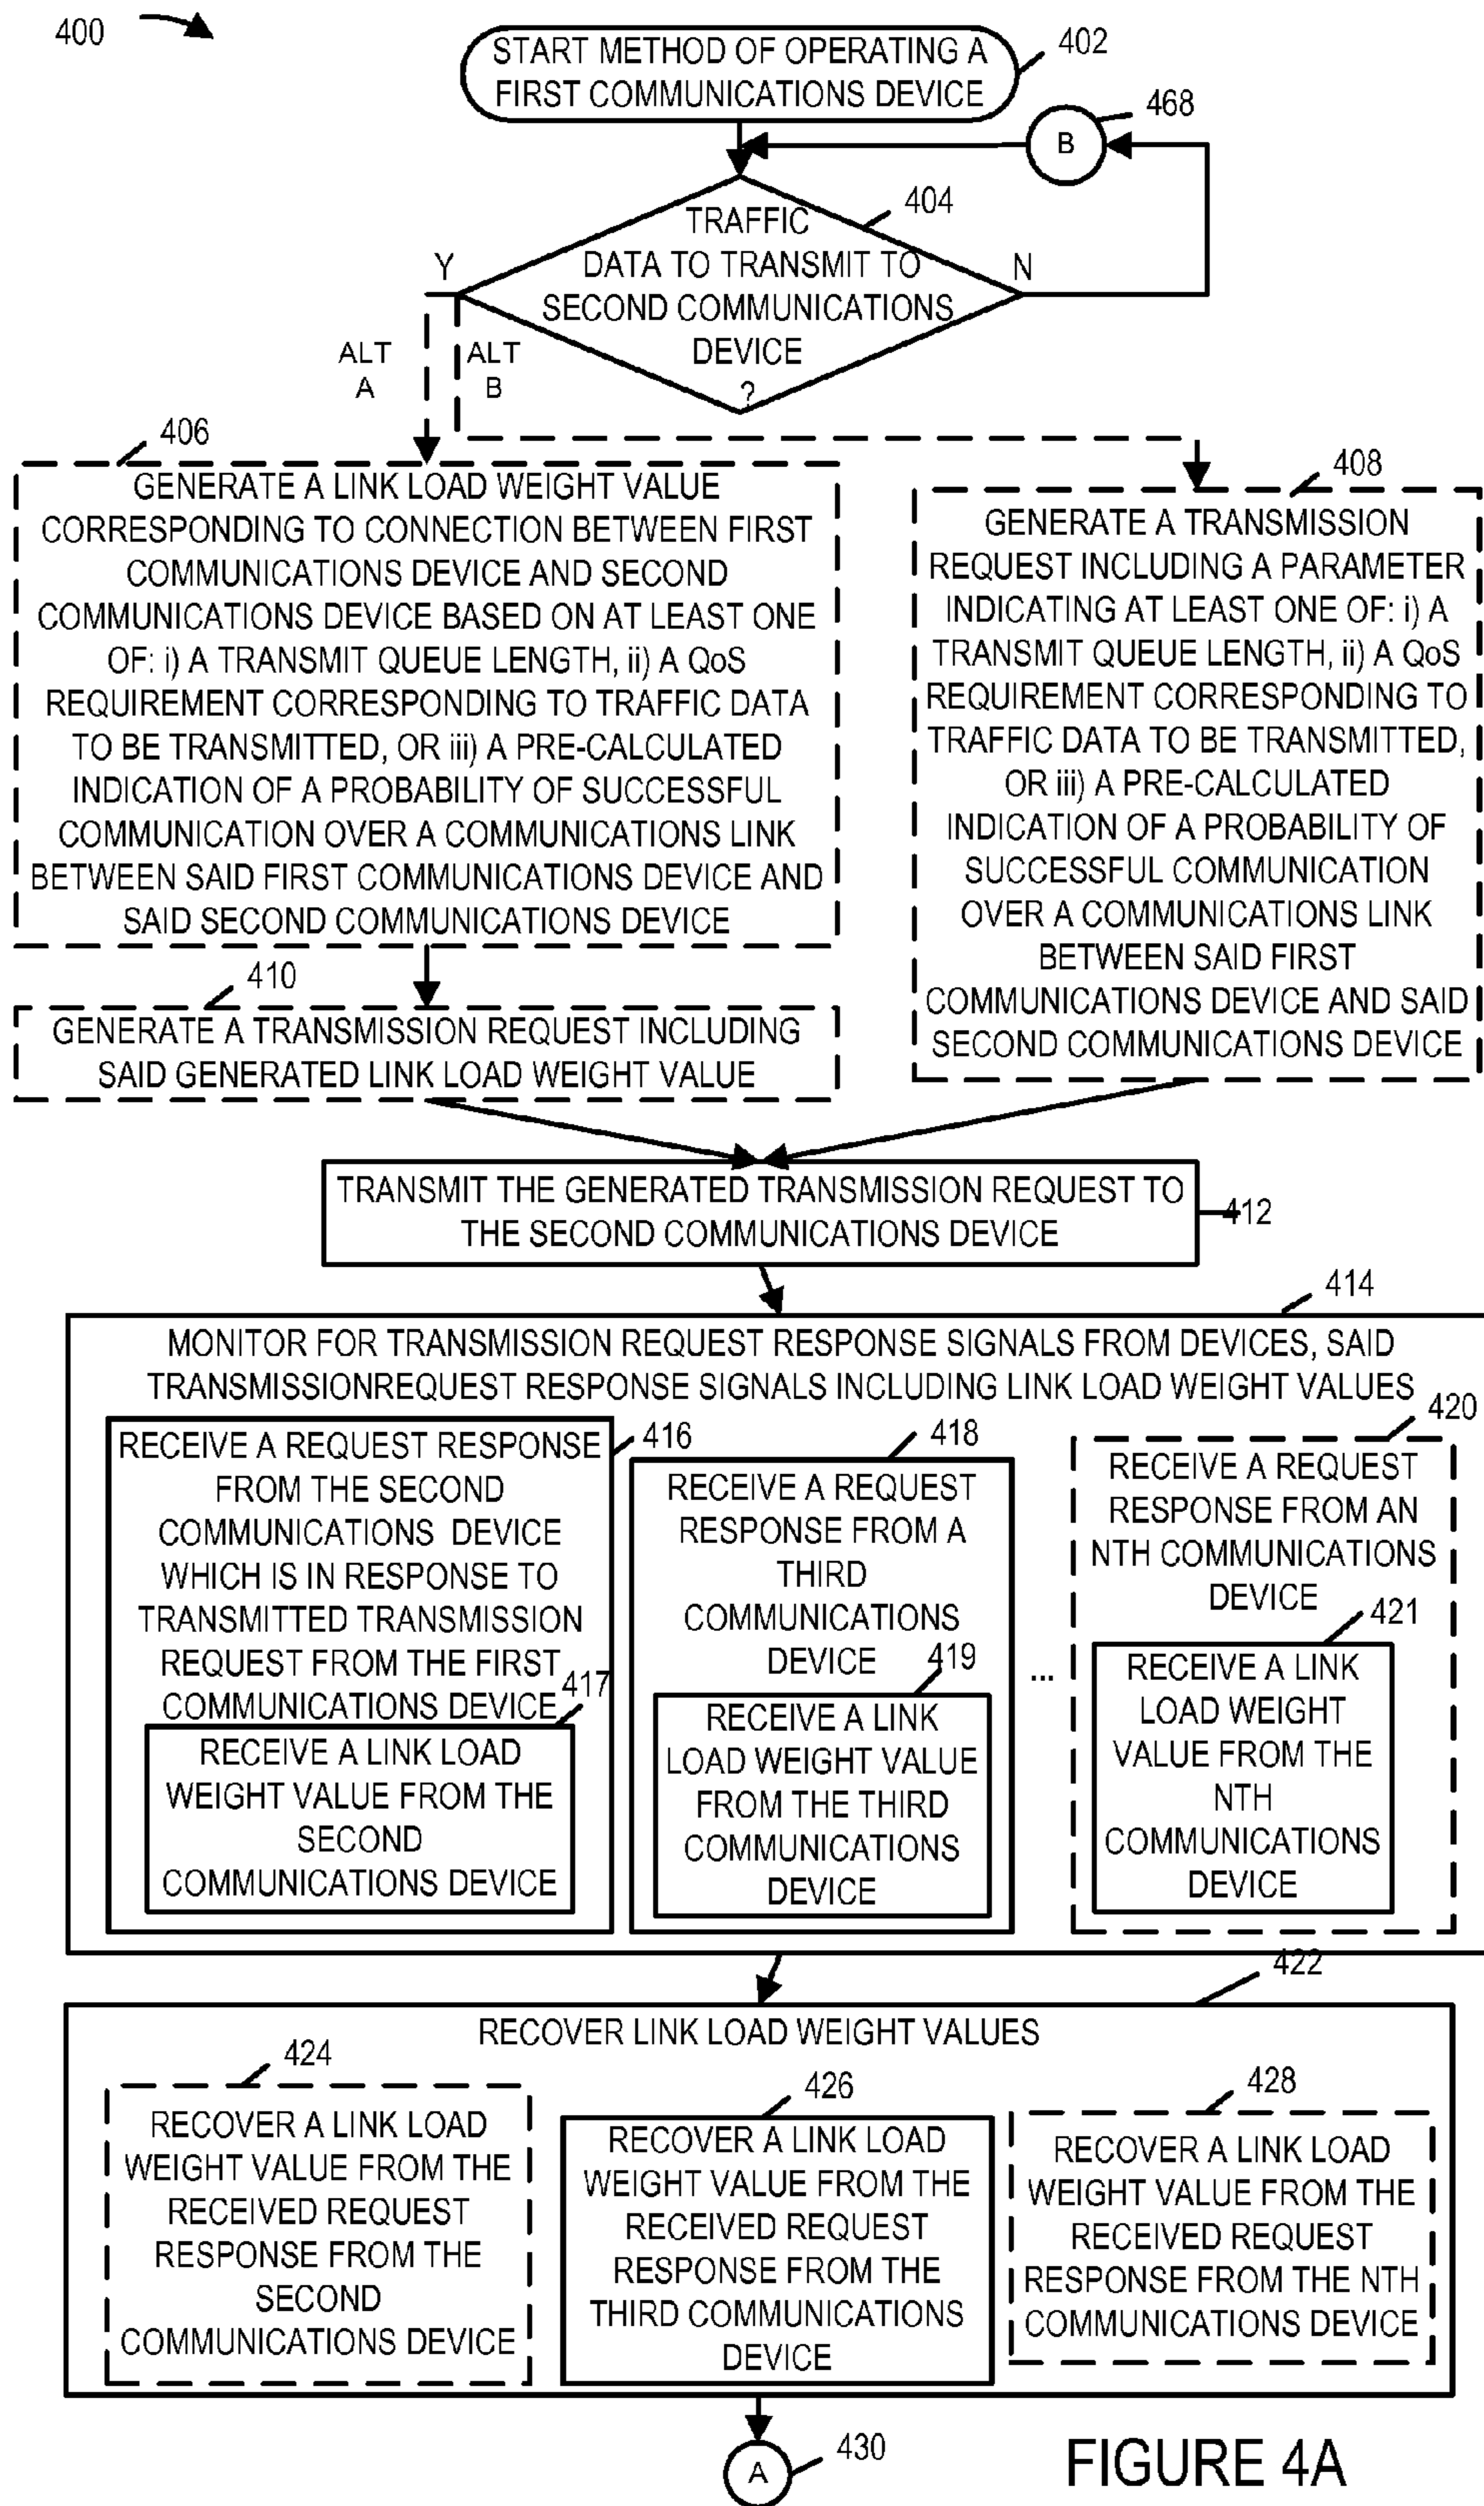 400
START METHOD OF OPERATING A
FIRST COMMUNICATIONS DEVICE
402
B
468
TRAFFIC
DATA TO TRANSMIT TO
SECOND COMMUNICATIONS
DEVICE
?
404
Y
N
ALT
A
ALT
B
406
GENERATE A LINK LOAD WEIGHT VALUE
CORRESPONDING TO CONNECTION BETWEEN FIRST
COMMUNICATIONS DEVICE AND SECOND
COMMUNICATIONS DEVICE BASED ON AT LEAST ONE
OF: i) A TRANSMIT QUEUE LENGTH, ii) A QoS
REQUIREMENT CORRESPONDING TO TRAFFIC DATA
TO BE TRANSMITTED, OR iii) A PRE-CALCULATED
INDICATION OF A PROBABILITY OF SUCCESSFUL
COMMUNICATION OVER A COMMUNICATIONS LINK
BETWEEN SAID FIRST COMMUNICATIONS DEVICE AND
SAID SECOND COMMUNICATIONS DEVICE
408
GENERATE A TRANSMISSION
REQUEST INCLUDING A PARAMETER
INDICATING AT LEAST ONE OF: i) A
TRANSMIT QUEUE LENGTH, ii) A QoS
REQUIREMENT CORRESPONDING TO
TRAFFIC DATA TO BE TRANSMITTED,
OR iii) A PRE-CALCULATED
INDICATION OF A PROBABILITY OF
SUCCESSFUL COMMUNICATION
OVER A COMMUNICATIONS LINK
BETWEEN SAID FIRST
COMMUNICATIONS DEVICE AND SAID
SECOND COMMUNICATIONS DEVICE
410
GENERATE A TRANSMISSION REQUEST INCLUDING
SAID GENERATED LINK LOAD WEIGHT VALUE
TRANSMIT THE GENERATED TRANSMISSION REQUEST TO
THE SECOND COMMUNICATIONS DEVICE
412
414
MONITOR FOR TRANSMISSION REQUEST RESPONSE SIGNALS FROM DEVICES, SAID
TRANSMISSIONREQUEST RESPONSE SIGNALS INCLUDING LINK LOAD WEIGHT VALUES
RECEIVE A REQUEST RESPONSE
FROM THE SECOND
COMMUNICATIONS DEVICE
WHICH IS IN RESPONSE TO
TRANSMITTED TRANSMISSION
REQUEST FROM THE FIRST
COMMUNICATIONS DEVICE
416
417
RECEIVE A LINK LOAD
WEIGHT VALUE FROM THE
SECOND
COMMUNICATIONS DEVICE
418
RECEIVE A REQUEST
RESPONSE FROM A
THIRD
COMMUNICATIONS
DEVICE
419
RECEIVE A LINK
LOAD WEIGHT VALUE
FROM THE THIRD
COMMUNICATIONS
DEVICE
...
420
RECEIVE A REQUEST
RESPONSE FROM AN
NTH COMMUNICATIONS
DEVICE
421
RECEIVE A LINK
LOAD WEIGHT
VALUE FROM THE
NTH
COMMUNICATIONS
DEVICE
422
RECOVER LINK LOAD WEIGHT VALUES
424
RECOVER A LINK LOAD
WEIGHT VALUE FROM THE
RECEIVED REQUEST
RESPONSE FROM THE
SECOND
COMMUNICATIONS DEVICE
426
RECOVER A LINK LOAD
WEIGHT VALUE FROM THE
RECEIVED REQUEST
RESPONSE FROM THE
THIRD COMMUNICATIONS
DEVICE
428
RECOVER A LINK LOAD
WEIGHT VALUE FROM THE
RECEIVED REQUEST
RESPONSE FROM THE NTH
COMMUNICATIONS DEVICE
A
430
FIGURE 4A